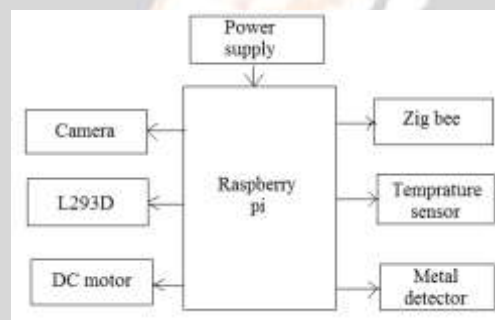 Power
supply
Camera
Zig bee
L293D
Raspberry
pi
Temprature
sensor
DC motor
Metal
detector